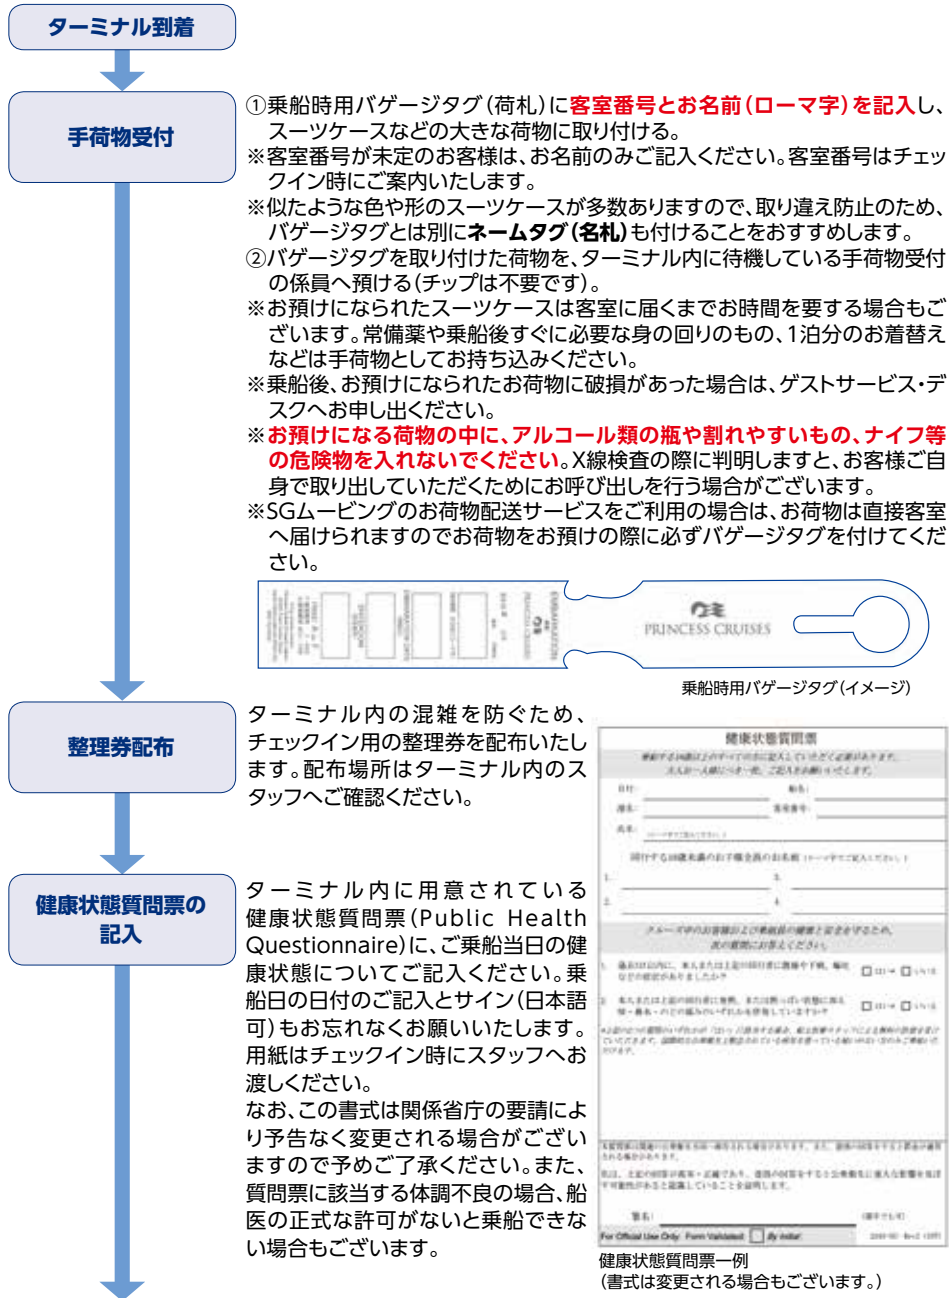 ターミナル到着
手荷物受付
①乗船時用バゲージタグ(荷札)に客室番号とお名前(ローマ字)を記入し、
スーツケースなどの大きな荷物に取り付ける。
※客室番号が未定のお客様は、お名前のみご記入ください。客室番号はチェッ
クイン時にご案内いたします。
※似たような色や形のスーツケースが多数ありますので、取り違え防止のため、
バゲージタグとは別にネームタグ(名札)も付けることをおすすめします。
②バゲージタグを取り付けた荷物を、ターミナル内に待機している手荷物受付
の係員へ預ける(チップは不要です)。
※お預けになられたスーツケースは客室に届くまでお時間を要する場合もご
ざいます。常備薬や乗船後すぐに必要な身の回りのもの、1泊分のお着替え
などは手荷物としてお持ち込みください。
※乗船後、お預けになられたお荷物に破損があった場合は、ゲストサービス・デ
スクへお申し出ください。
※お預けになる荷物の中に、アルコール類の瓶や割れやすいもの、ナイフ等
の危険物を入れないでください。X線検査の際に判明しますと、お客様ご自
身で取り出していただくためにお呼び出しを行う場合がございます。
※SGムービングのお荷物配送サービスをご利用の場合は、お荷物は直接客室
へ届けられますのでお荷物をお預けの際に必ずバゲージタグを付けてくだ
さい。
PRINCESS CRUISES
乗船時用バゲージタグ(イメージ)
整理券配布
ターミナル内の混雑を防ぐため、
チェックイン用の整理券を配布いたし
ます。配布場所はターミナル内のス
タッフへご確認ください。
健康状態質問票の
記入
ターミナル内に用意されている
健康状態質問票(Public Health
Questionnaire)に、ご乗船当日の健
康状態についてご記入ください。乗
船日の日付のご記入とサイン(日本語
可)もお忘れなくお願いいたします。
用紙はチェックイン時にスタッフへお
渡しください。
なお、この書式は関係省庁の要請によ
り予告なく変更される場合がござい
ますので予めご了承ください。また、
質問票に該当する体調不良の場合、船
医の正式な許可がないと乗船できな
い場合もございます。
健康状態質問票
日付:
船名:
氏名:
署名:
For Official Use Only: Form Validated: By initial:
健康状態質問票一例
(書式は変更される場合もございます。)